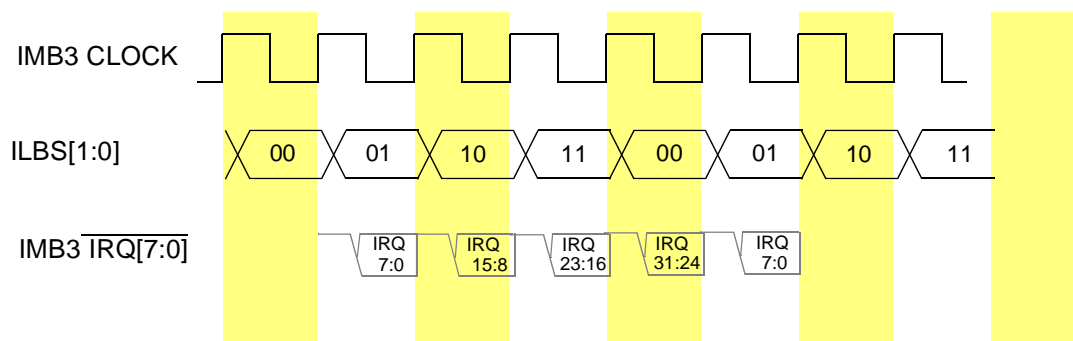 IMB3 CLOCK
ILBS[1:0]
00 01 10 11 00 01 10 11
IMB3 IRQ[7:0]
IRQ 7:0
IRQ 15:8
IRQ 23:16
IRQ 31:24
IRQ 7:0